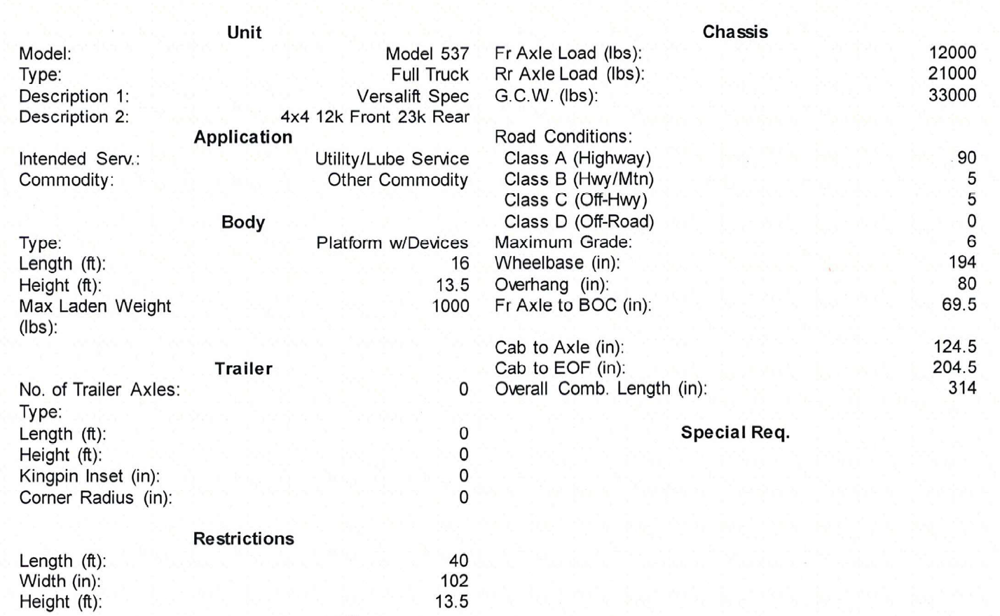 Unit
Model: Model 537
Type: Full Truck
Description 1: Versalift Spec
Description 2: 4x4 12k Front 23k Rear
Application
Intended Serv.: Utility/Lube Service
Commodity: Other Commodity
Body
Type: Platform w/Devices
Length (ft): 16
Height (ft): 13.5
Max Laden Weight 1000
(lbs):
Trailer
No. of Trailer Axles: 0
Type:
Length (ft): 0
Height (ft): 0
Kingpin Inset (in): 0
Corner Radius (in): 0
Restrictions
Length (ft): 40
Width (in): 102
Height (ft): 13.5
Chassis
Fr Axle Load (lbs): 12000
Rr Axle Load (lbs): 21000
G.C.W. (lbs): 33000
Road Conditions:
Class A (Highway) 90
Class B (Hwy/Mtn) 5
Class C (Off-Hwy) 5
Class D (Off-Road) 0
Maximum Grade: 6
Wheelbase (in): 194
Overhang (in): 80
Fr Axle to BOC (in): 69.5
Cab to Axle (in): 124.5
Cab to EOF (in): 204.5
Overall Comb. Length (in): 314
Special Req.